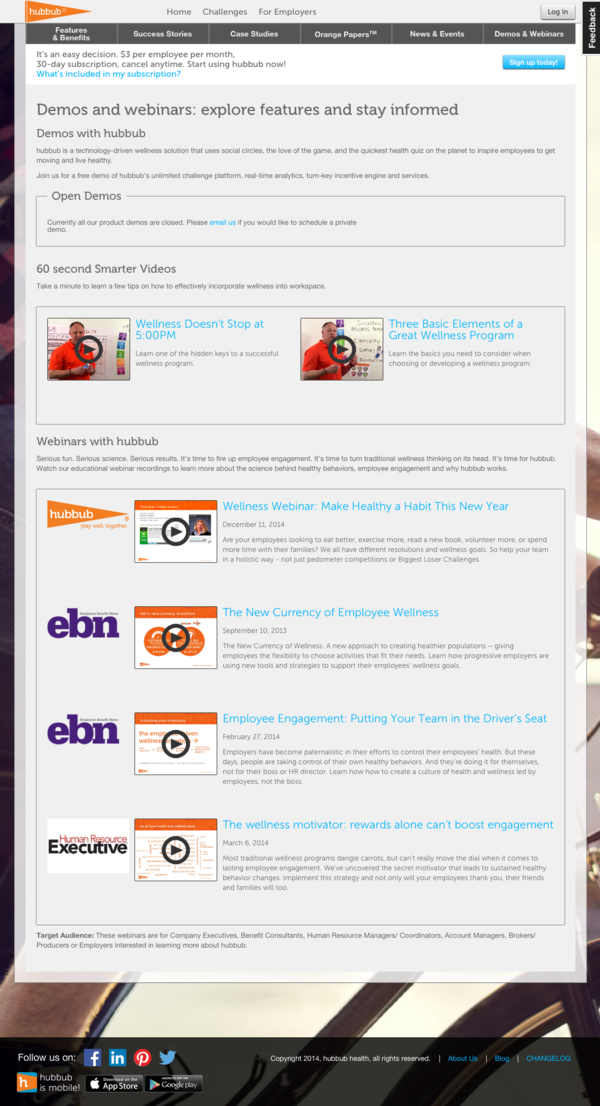 hubbub
Home
Challenges
For Employers
Log In
Feedback
Features
& Benefits
Success Stories
Case Studies
Orange Papers™
News & Events
Demos & Webinars
It's an easy decision. $3 per employee per month,
30-day subscription, cancel anytime. Start using hubbub now!
What's included in my subscription?
Sign up today!
Demos and webinars: explore features and stay informed
Demos with hubbub
hubbub is a technology-driven wellness solution that uses social circles, the love of the game, and the quickest health quiz on the planet to inspire employees to get
moving and live healthy.
Join us for a free demo of hubbub's unlimited challenge platform, real-time analytics, turn-key incentive engine and services.
Open Demos
Currently all our product demos are closed. Please email us if you would like to schedule a private
demo.
60 second Smarter Videos
Take a minute to learn a few tips on how to effectively incorporate wellness into workspace.
Wellness Doesn't Stop at
5:00PM
Learn one of the hidden keys to a successful
wellness program.
Three Basic Elements of a
Great Wellness Program
Learn the basics you need to consider when
choosing or developing a wellness program.
Webinars with hubbub
Serious fun. Serious science. Serious results. It's time to fire up employee engagement. It's time to turn traditional wellness thinking on its head. It's time for hubbub.
Watch our educational webinar recordings to learn more about the science behind healthy behaviors, employee engagement and why hubbub works.
hubbub®
play well. together.
Wellness Webinar: Make Healthy a Habit This New Year
December 11, 2014
Are your employees looking to eat better, exercise more, read a new book, volunteer more, or spend
more time with their families? We all have different resolutions and wellness goals. So help your team
in a holistic way - not just pedometer competitions or Biggest Loser Challenges.
Employee Benefit News
ebn
The New Currency of Employee Wellness
September 10, 2013
The New Currency of Wellness: A new approach to creating healthier populations – giving
employees the flexibility to choose activities that fit their needs. Learn how progressive employers are
using new tools and strategies to support their employees' wellness goals.
Employee Benefit News
ebn
Employee Engagement: Putting Your Team in the Driver's Seat
February 27, 2014
Employers have become paternalistic in their efforts to control their employees' health. But these
days, people are taking control of their own healthy behaviors. And they're doing it for themselves,
not for their boss or HR director. Learn how how to create a culture of health and wellness led by
employees, not the boss.
Human Resource
Executive
The wellness motivator: rewards alone can't boost engagement
March 6, 2014
Most traditional wellness programs dangle carrots, but can't really move the dial when it comes to
lasting employee engagement. We've uncovered the secret motivator that leads to sustained healthy
behavior changes. Implement this strategy and not only will your employees thank you, their friends
and families will too.
Target Audience: These webinars are for Company Executives, Benefit Consultants, Human Resource Managers/ Coordinators, Account Managers, Brokers/
Producers or Employers interested in learning more about hubbub.
Follow us on:
Copyright 2014, hubbub health, all rights reserved. | About Us | Blog | CHANGELOG
hubbub
is mobile!
Download on the
App Store
ANDROID APP ON
Google play